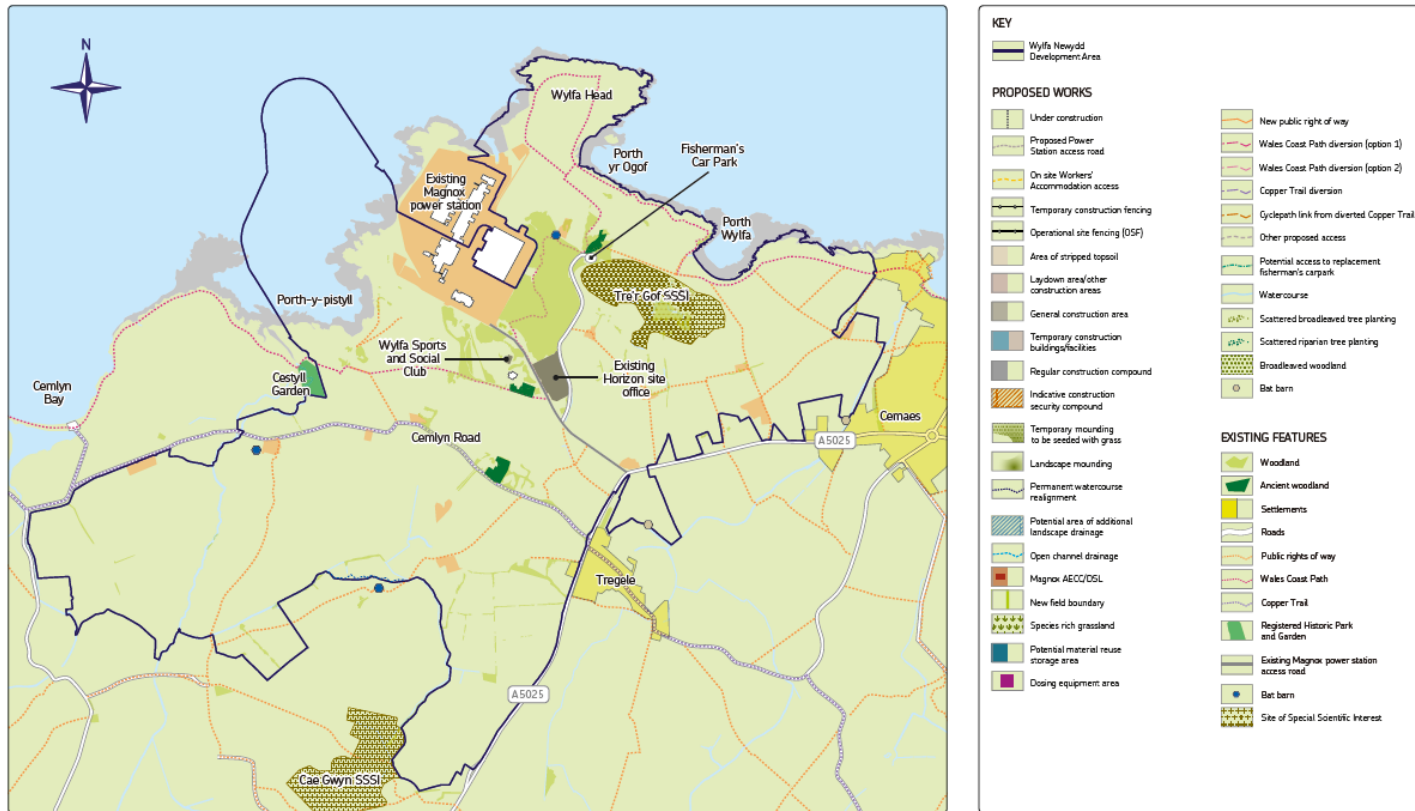 N
Wylfa Head
Porth
yr Ogof
Fisherman's
Car Park
Existing
Magnox
power station
Porth
Wylfa
Tre'r Gof SSSI
Porth-y-pistyll
Wylfa Sports
and Social
Club
Existing
Horizon site
office
Cestyll
Garden
Cemlyn
Bay
Cemlyn Road
Cemaes
A5025
Tregele
A5025
Cae Gwyn SSSI
KEY
Wylfa Newydd
Development Area
PROPOSED WORKS
Under construction
Proposed Power
Station access road
On site Workers'
Accommodation access
Temporary construction fencing
Operational site fencing (OSF)
Area of stripped topsoil
Laydown area/other
construction areas
General construction area
Temporary construction
buildings/facilities
Regular construction compound
Indicative construction
security compound
Temporary mounding
to be seeded with grass
Landscape mounding
Permanent watercourse
realignment
Potential area of additional
landscape drainage
Open channel drainage
Magnox AECC/DSL
New field boundary
Species rich grassland
Potential material reuse
storage area
Dosing equipment area
New public right of way
Wales Coast Path diversion (option 1)
Wales Coast Path diversion (option 2)
Copper Trail diversion
Cyclepath link from diverted Copper Trail
Other proposed access
Potential access to replacement
fisherman's carpark
Watercourse
Scattered broadleaved tree planting
Scattered riparian tree planting
Broadleaved woodland
Bat barn
EXISTING FEATURES
Woodland
Ancient woodland
Settlements
Roads
Public rights of way
Wales Coast Path
Copper Trail
Registered Historic Park
and Garden
Existing Magnox power station
access road
Bat barn
Site of Special Scientific Interest